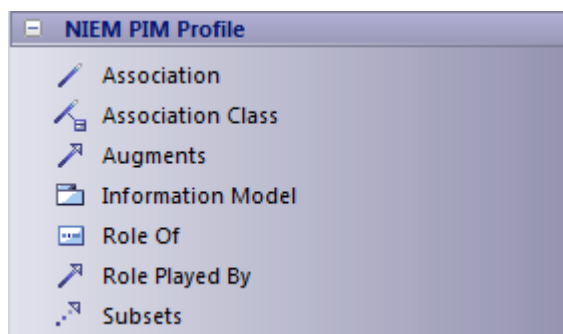 NIEM PIM Profile
Association
Association Class
Augments
Information Model
Role Of
Role Played By
Subsets